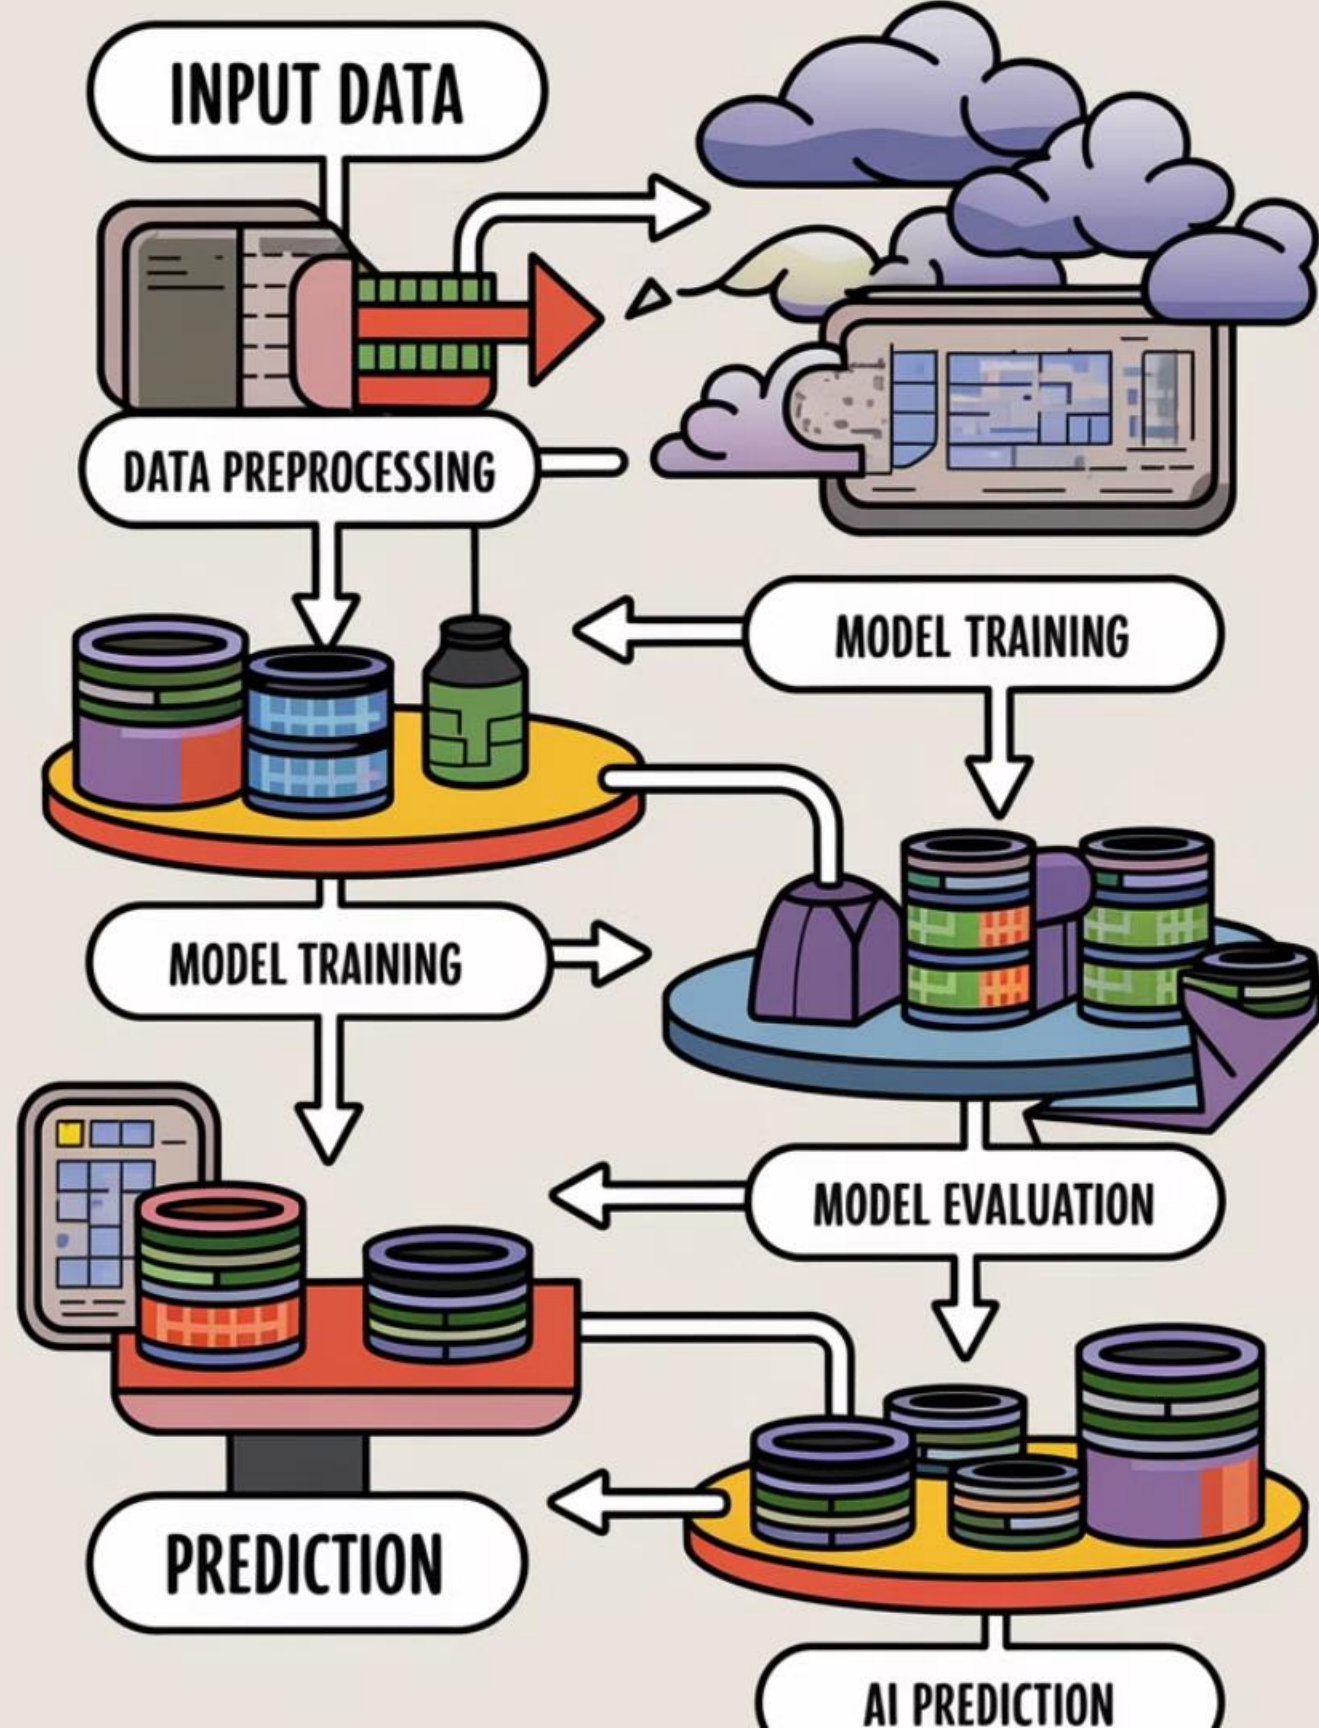 INPUT DATA
DATA PREPROCESSING
MODEL TRAINING
MODEL TRAINING
MODEL EVALUATION
PREDICTION
AI PREDICTION